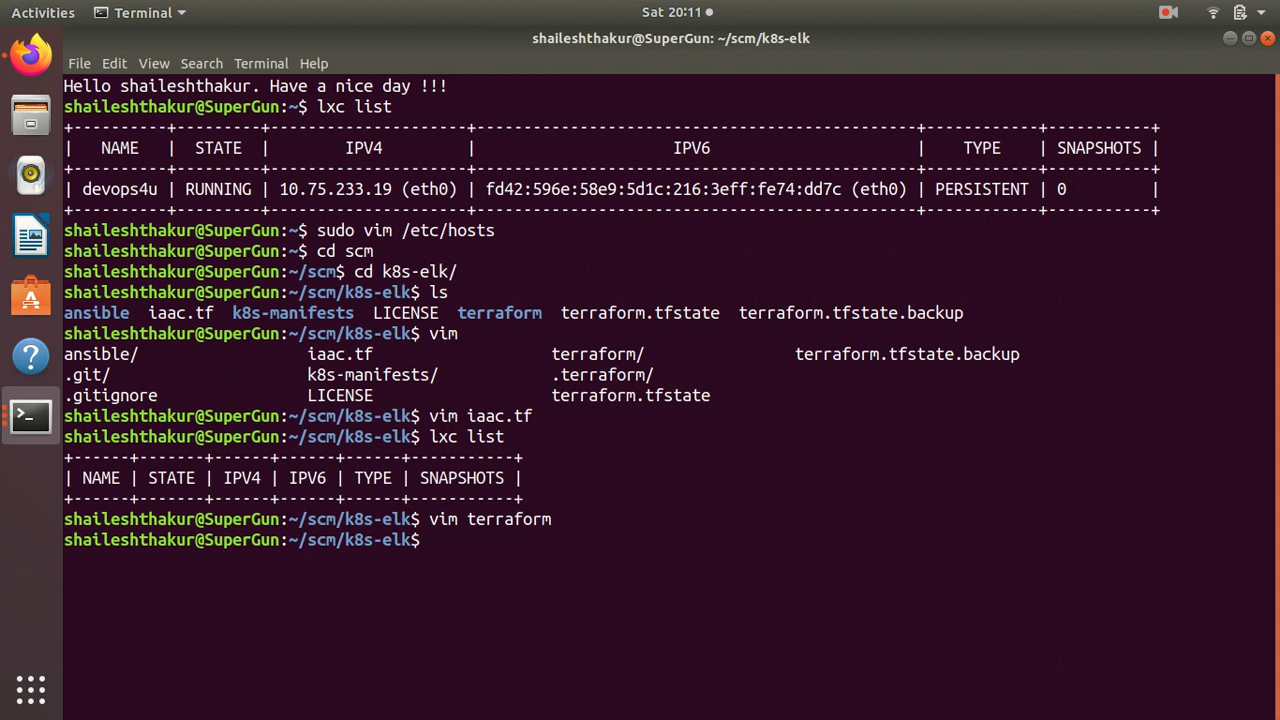 Activities Terminal Sat 20:11
shaileshthakur@SuperGun: ~/scm/k8s-elk
File Edit View Search Terminal Help
Hello shaileshthakur. Have a nice day !!!
shaileshthakur@SuperGun:~$ lxc list
+----------+---------+---------------------+-----------------------------------------------+------------+-----------+
| NAME | STATE | IPV4 | IPV6 | TYPE | SNAPSHOTS |
+----------+---------+---------------------+-----------------------------------------------+------------+-----------+
| devops4u | RUNNING | 10.75.233.19 (eth0) | fd42:596e:58e9:5d1c:216:3eff:fe74:dd7c (eth0) | PERSISTENT | 0 |
+----------+---------+---------------------+-----------------------------------------------+------------+-----------+
shaileshthakur@SuperGun:~$ sudo vim /etc/hosts
shaileshthakur@SuperGun:~$ cd scm
shaileshthakur@SuperGun:~/scm$ cd k8s-elk/
shaileshthakur@SuperGun:~/scm/k8s-elk$ ls
ansible iaac.tf k8s-manifests LICENSE terraform terraform.tfstate terraform.tfstate.backup
shaileshthakur@SuperGun:~/scm/k8s-elk$ vim
ansible/ iaac.tf terraform/ terraform.tfstate.backup
.git/ k8s-manifests/ .terraform/
.gitignore LICENSE terraform.tfstate
shaileshthakur@SuperGun:~/scm/k8s-elk$ vim iaac.tf
shaileshthakur@SuperGun:~/scm/k8s-elk$ lxc list
+------+-------+------+------+------+-----------+
| NAME | STATE | IPV4 | IPV6 | TYPE | SNAPSHOTS |
+------+-------+------+------+------+-----------+
shaileshthakur@SuperGun:~/scm/k8s-elk$ vim terraform
shaileshthakur@SuperGun:~/scm/k8s-elk$